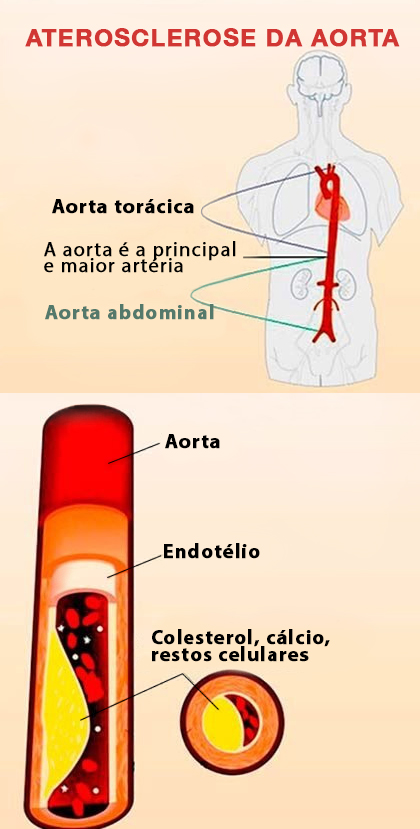 ATEROSCLEROSE DA AORTA
Aorta torácica
A aorta é a principal
e maior artéria
Aorta abdominal
Aorta
Endotélio
Colesterol, cálcio,
restos celulares